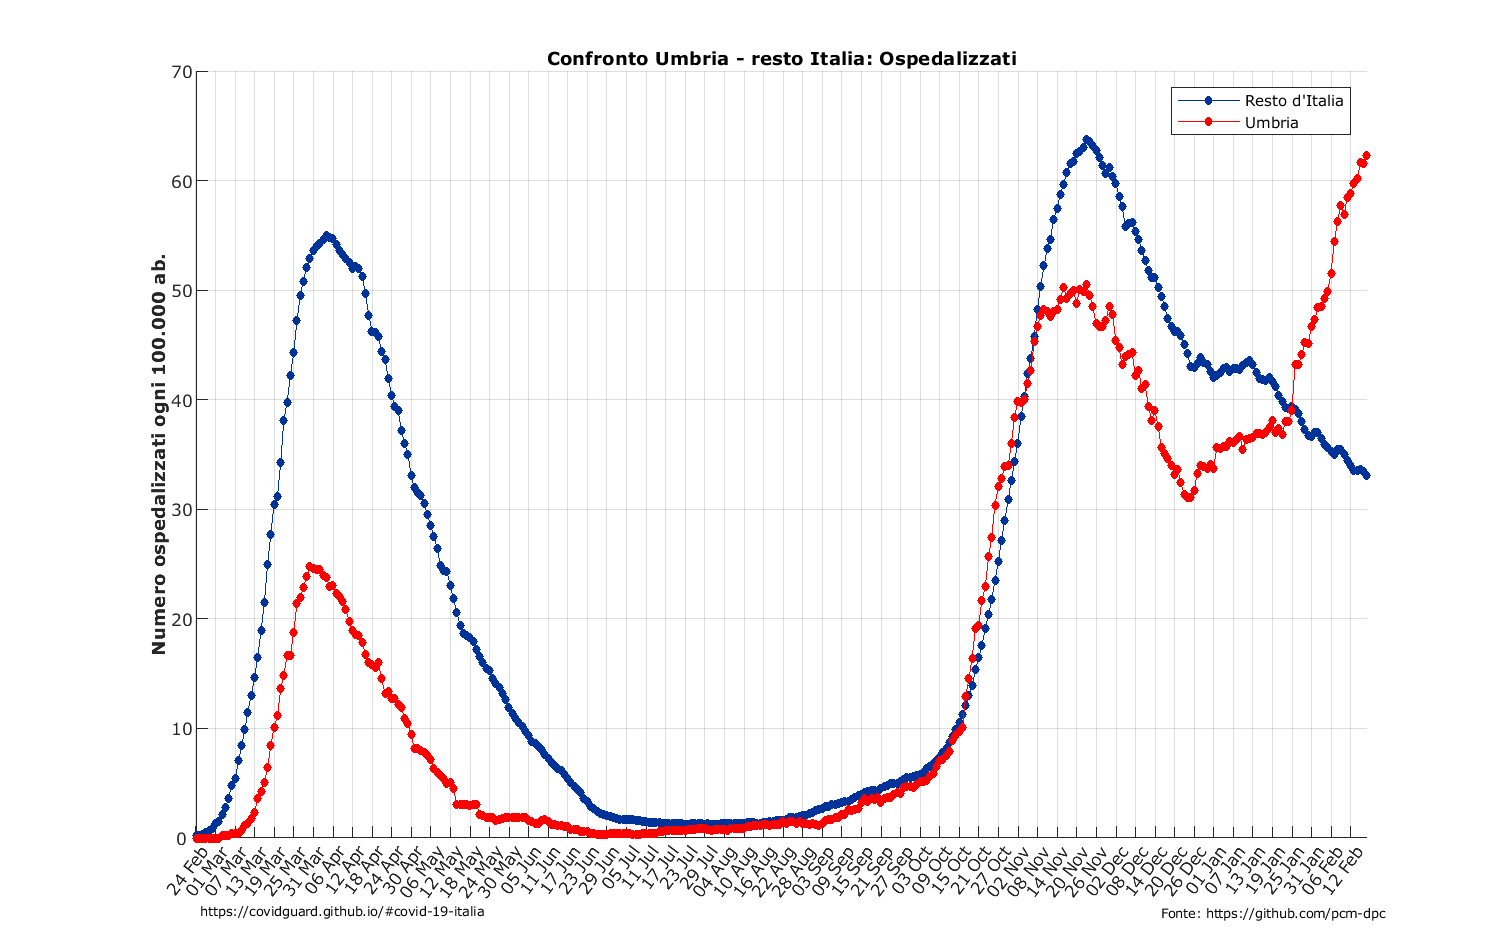 Confronto Umbria - resto Italia: Ospedalizzati
Resto d'Italia
Umbria
Numero ospedalizzati ogni 100.000 ab.
70
60
50
40
30
20
10
0
24 Feb
01 Mar
07 Mar
13 Mar
19 Mar
25 Mar
31 Mar
06 Apr
12 Apr
18 Apr
24 Apr
30 Apr
06 May
12 May
18 May
24 May
30 May
05 Jun
11 Jun
17 Jun
23 Jun
29 Jun
05 Jul
11 Jul
17 Jul
23 Jul
29 Jul
04 Aug
10 Aug
16 Aug
22 Aug
28 Aug
03 Sep
09 Sep
15 Sep
21 Sep
27 Sep
03 Oct
09 Oct
15 Oct
21 Oct
27 Oct
02 Nov
08 Nov
14 Nov
20 Nov
26 Nov
02 Dec
08 Dec
14 Dec
20 Dec
26 Dec
01 Jan
07 Jan
13 Jan
19 Jan
25 Jan
31 Jan
06 Feb
12 Feb
https://covidguard.github.io/#covid-19-italia
Fonte: https://github.com/pcm-dpc